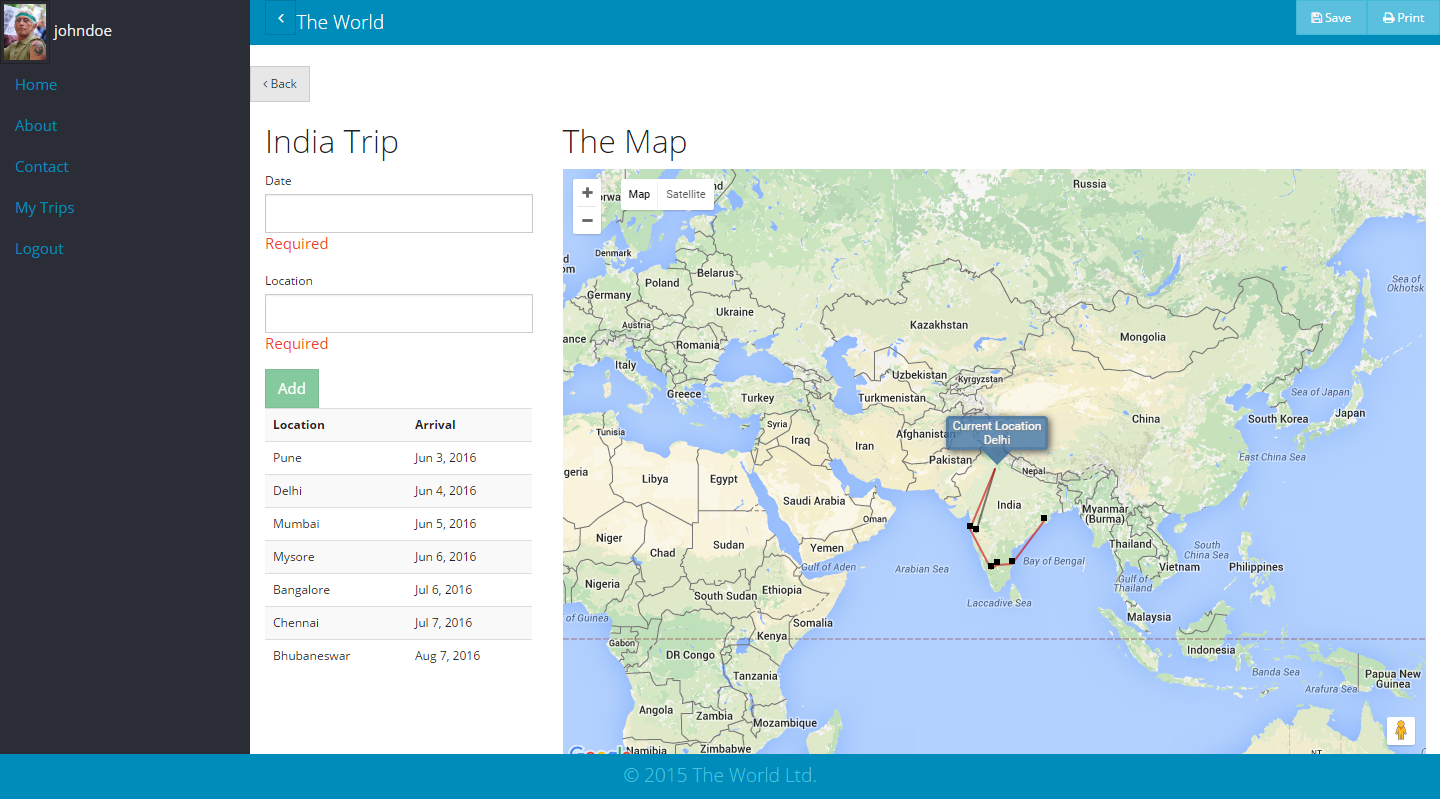 johndoe
Home
About
Contact
My Trips
Logout
The World
Save
Print
Back
India Trip
Date
Required
Location
Required
Add
Location Arrival
Pune Jun 3, 2016
Delhi Jun 4, 2016
Mumbai Jun 5, 2016
Mysore Jun 6, 2016
Bangalore Jul 6, 2016
Chennai Jul 7, 2016
Bhubaneswar Aug 7, 2016
The Map
+
−
Map
Satellite
Russia
Denmark
Sea of
Okhotsk
Belarus
Poland
Germany
Ukraine
Austria
Kazakhstan
Mongolia
Romania
Italy
Uzbekistan
Kyrgyzstan
Greece
Turkey
Turkmenistan
Sea of Japan
China
South Korea
Japan
Current Location
Delhi
Tunisia
Syria
Iraq
Iran
Afghanistan
Pakistan
East China Sea
Nepal
Libya
Egypt
Saudi Arabia
India
Oman
Myanmar
(Burma)
Niger
Chad
Sudan
Yemen
Thailand
South
China Sea
Vietnam
Philippines
Gulf of Aden
Arabian Sea
Bay of Bengal
Gulf of
Thailand
Nigeria
Ethiopia
South Sudan
Laccadive Sea
Malaysia
of Guinea
Somalia
Gabon
Kenya
DR Congo
Indonesia
Tanzania
Banda Sea
Papua New
Guinea
Arafura Sea
Angola
Zambia
Mozambique
Google
Namibia
Zimbabwe
NT
© 2015 The World Ltd.